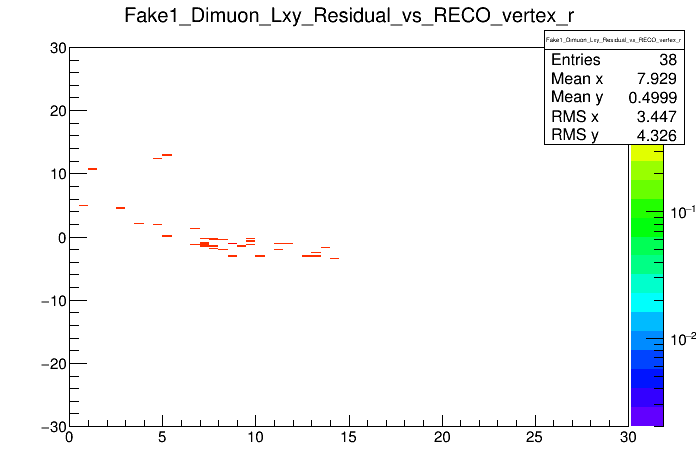 Fake1_Dimuon_Lxy_Residual_vs_RECO_vertex_r
Fake1_Dimuon_Lxy_Residual_vs_RECO_vertex_r
Entries 38
Mean x 7.929
Mean y 0.4999
RMS x 3.447
RMS y 4.326
30
20
10
0
−10
−20
−30
0 5 10 15 20 25 30
10⁻¹
10⁻²